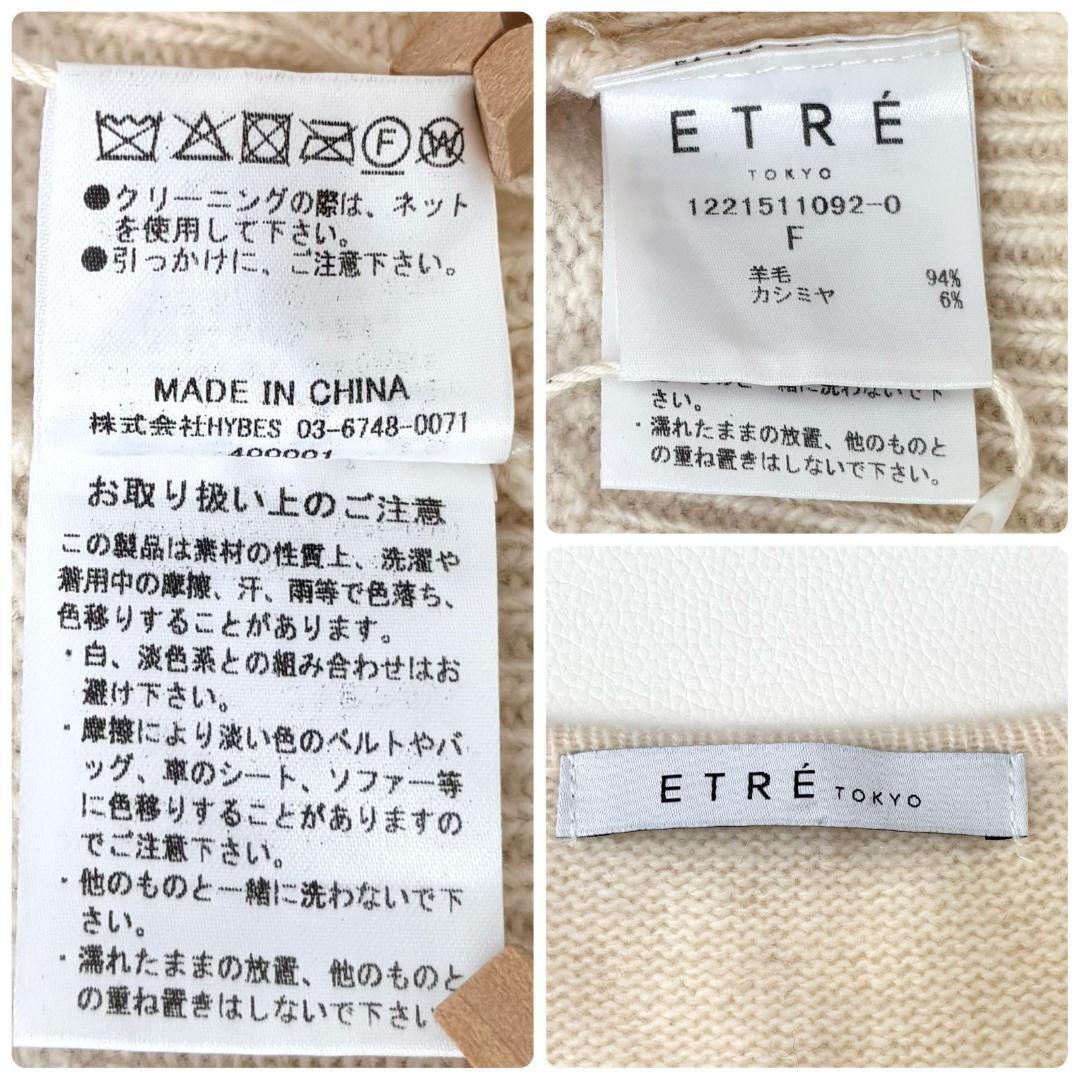 F W
●クリーニングの際は、ネット
を使用して下さい。
●引っかけに、ご注意下さい。
MADE IN CHINA
株式会社HYBES 03-6748-0071
お取り扱い上のご注意
この製品は素材の性質上、洗濯や
着用中の摩擦、汗、雨等で色落ち、
色移りすることがあります。
・白、淡色系との組み合わせはお
避け下さい。
・摩擦により淡い色のベルトやバ
ッグ、車のシート、ソファー等
に色移りすることがありますの
でご注意下さい。
・他のものと一緒に洗わないで下
さい。
・濡れたままの放置、他のものと
の重ね置きはしないで下さい
ETRÉ
TOKYO
1221511092-0
F
羊毛 94%
カシミヤ 6%
さい。
・濡れたままの放置、他のものと
の重ね置きはしないで下さい。
ETRÉ TOKYO